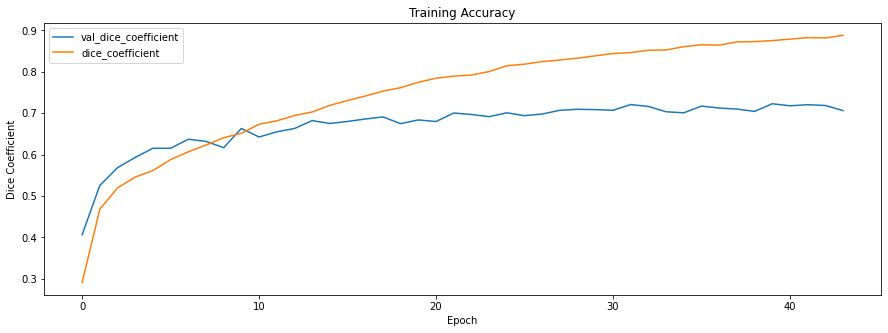 Training Accuracy
val_dice_coefficient
dice_coefficient
Dice Coefficient
0.9
0.8
0.7
0.6
0.5
0.4
0.3
0
10
20
30
40
Epoch